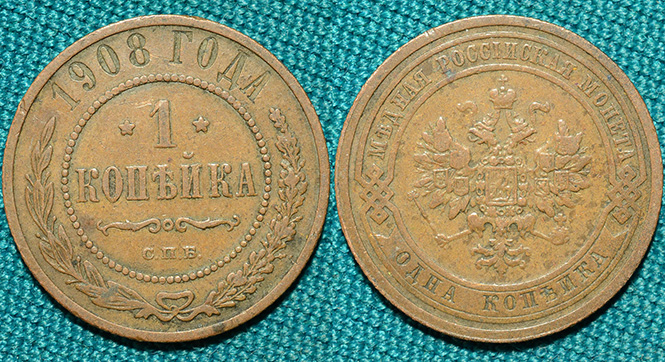 1908 ГОДА
1
КОПѢЙКА
С.П.Б.
МѢДНАЯ РОССІЙСКАЯ МОНЕТА
ОДНА КОПѢЙКА